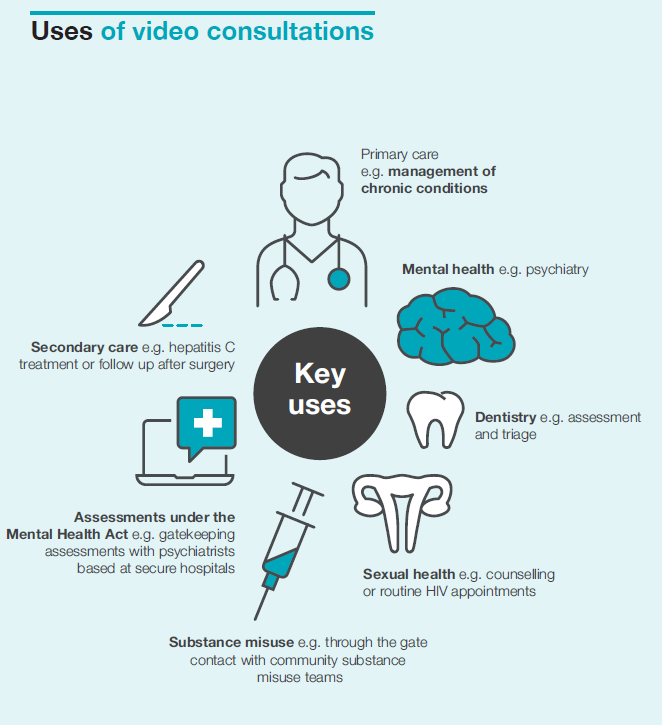 Uses of video consultations
Primary care
e.g. management of
chronic conditions
Mental health e.g. psychiatry
Secondary care e.g. hepatitis C
treatment or follow up after surgery
Key
uses
Dentistry e.g. assessment
and triage
Assessments under the
Mental Health Act e.g. gatekeeping
assessments with psychiatrists
based at secure hospitals
Sexual health e.g. counselling
or routine HIV appointments
Substance misuse e.g. through the gate
contact with community substance
misuse teams